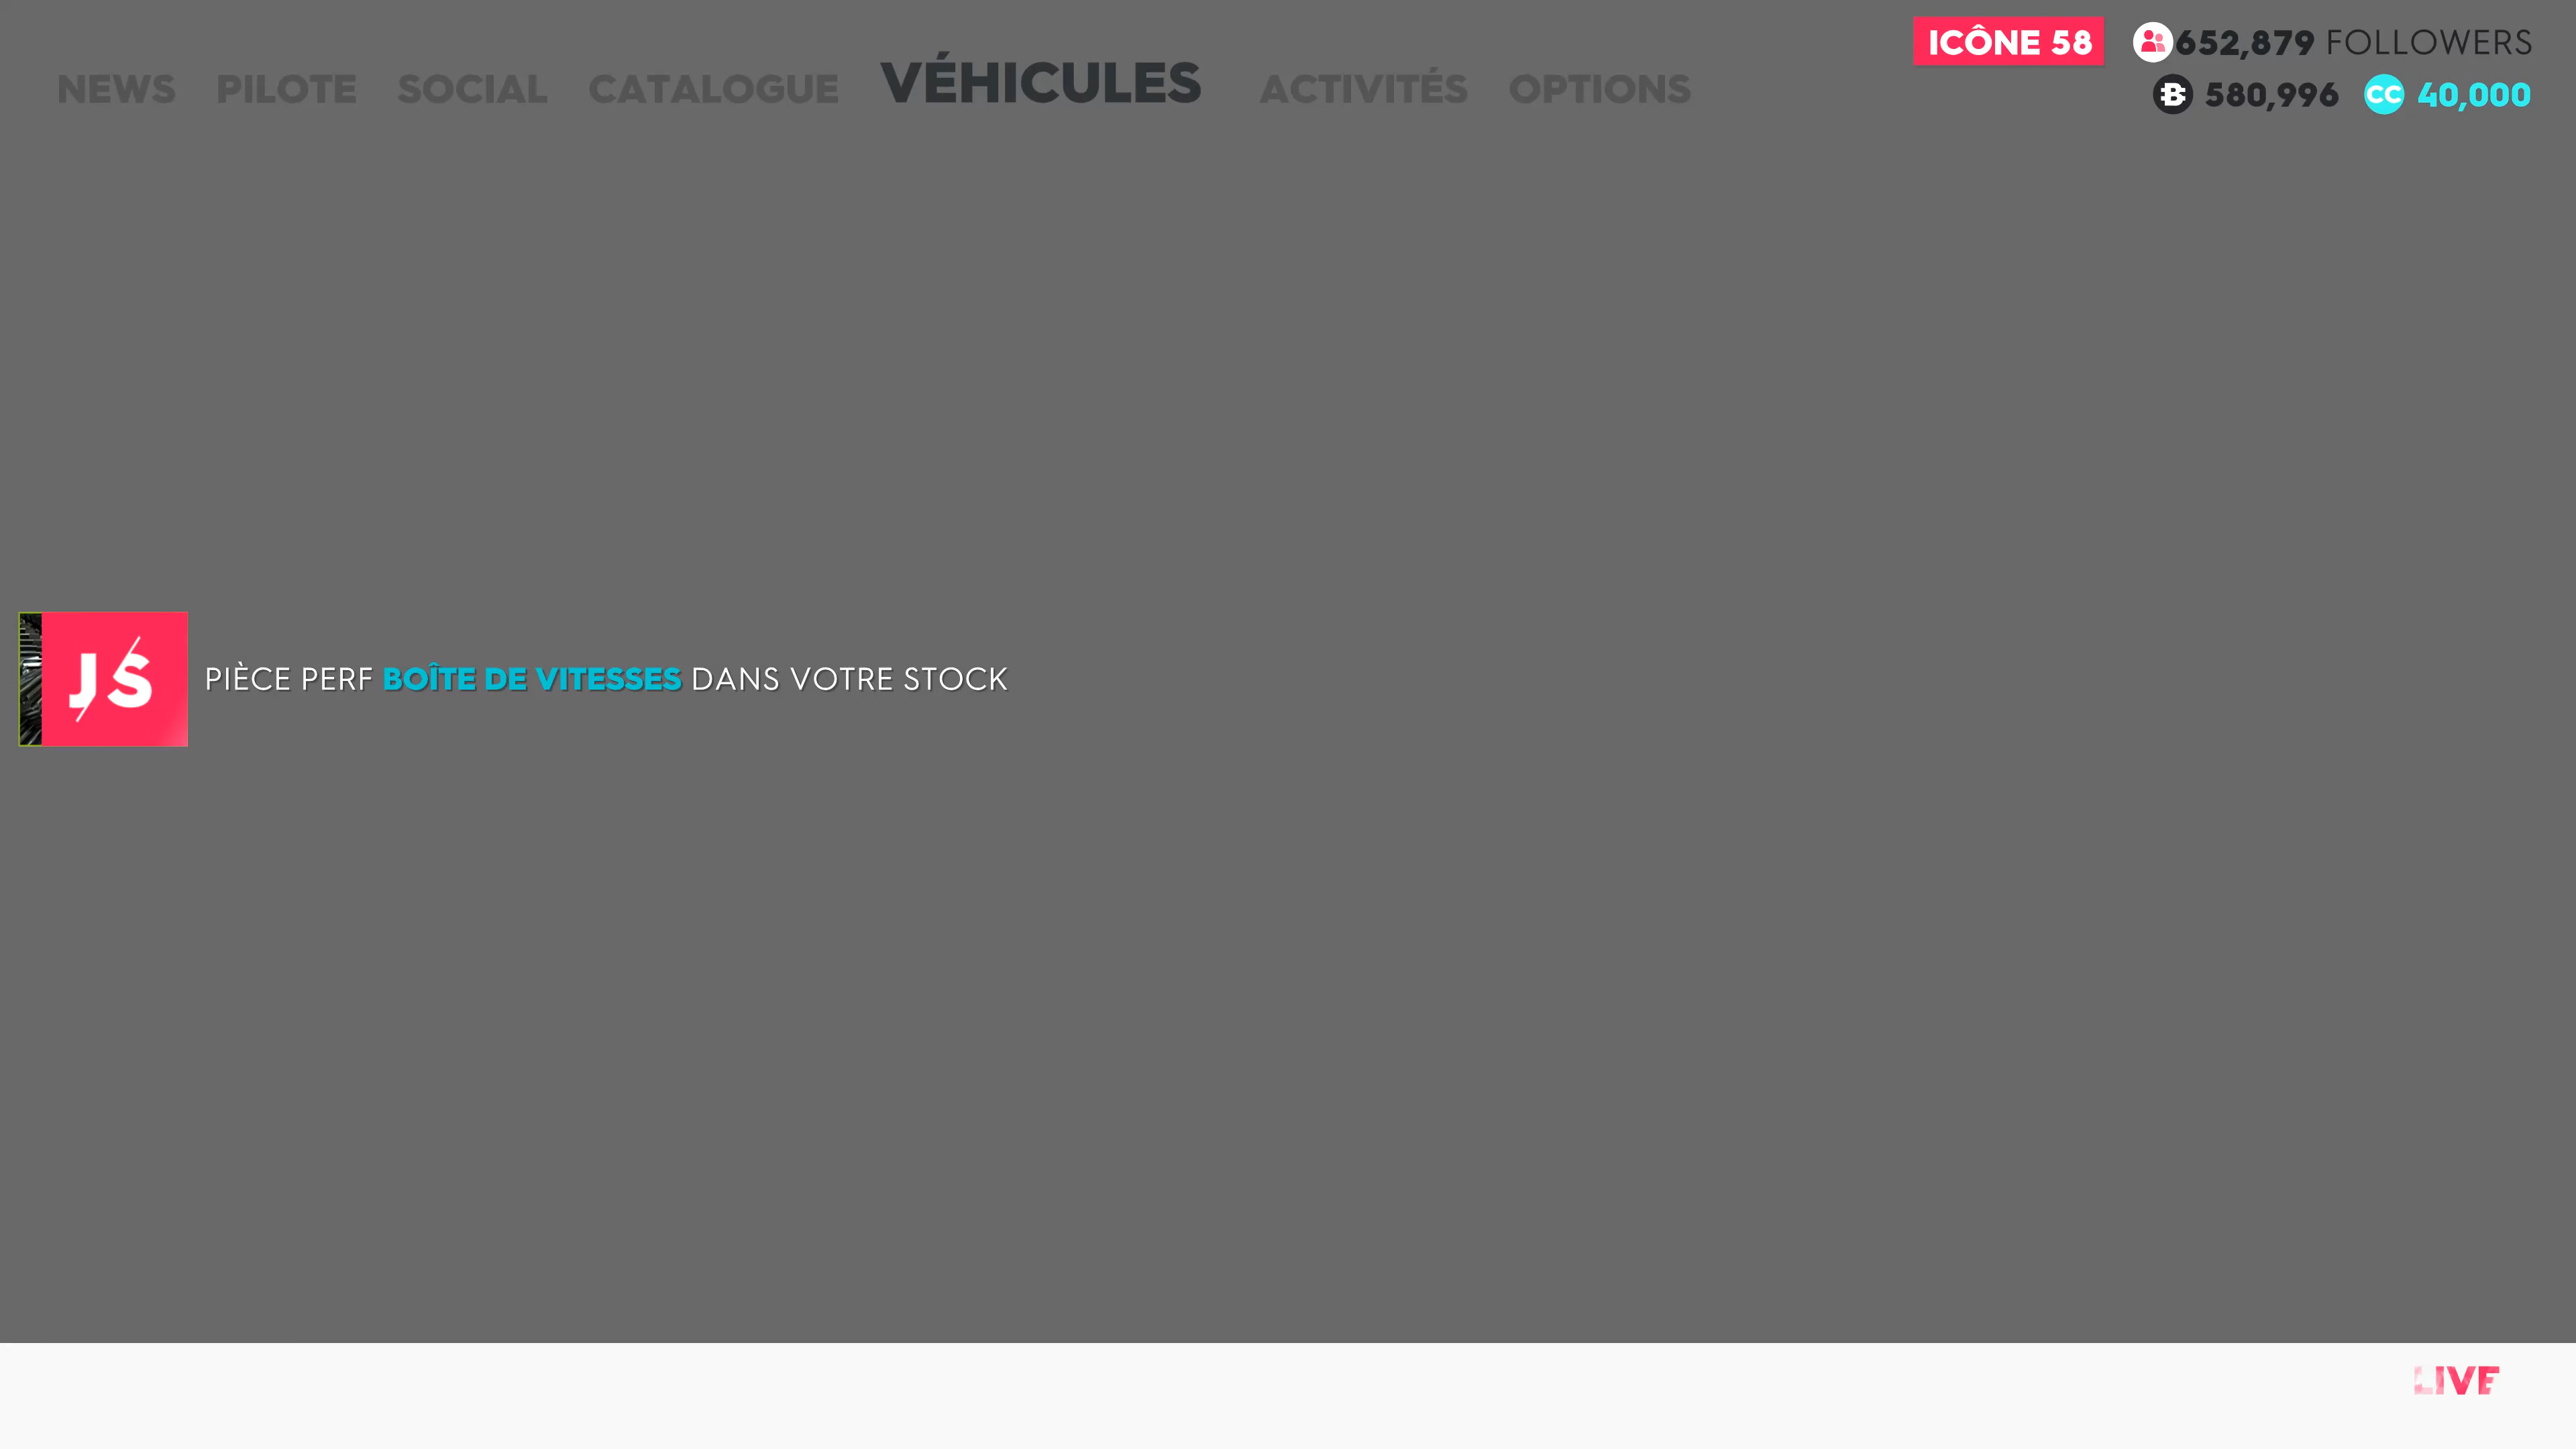 NEWS PILOTE SOCIAL CATALOGUE VÉHICULES ACTIVITÉS OPTIONS
ICÔNE 58 652,879 FOLLOWERS
580,996 CC 40,000
JS PIÈCE PERF BOÎTE DE VITESSES DANS VOTRE STOCK
LIVE